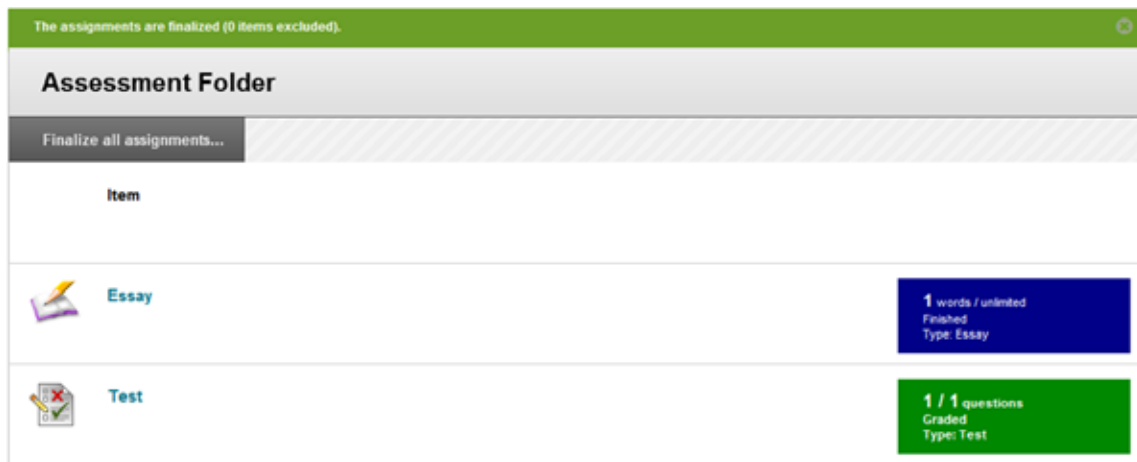 The assignments are finalized (0 items excluded).
Assessment Folder
Finalize all assignments...
Item
Essay
1 words / unlimited
Finished
Type: Essay
Test
1 / 1 questions
Graded
Type: Test